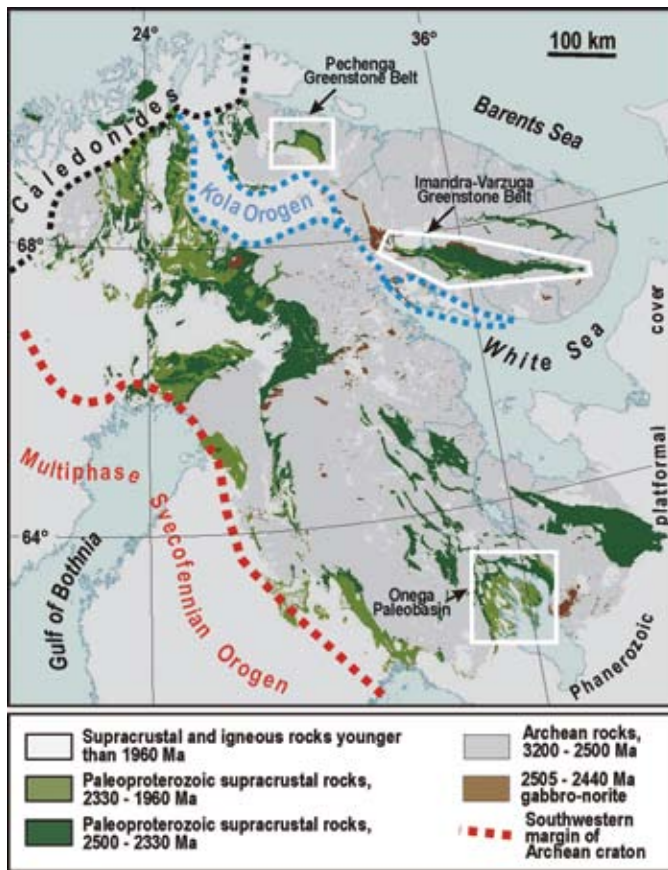 24°
36°
100 km
Pechenga
Greenstone Belt
Barents Sea
Caledonides
Kola Orogen
Imandra-Varzuga
Greenstone Belt
68°
White Sea
cover
platformal
Phanerozoic
Multiphase Svecofennian Orogen
64°
Gulf of Bothnia
Onega
Paleobasin
Supracrustal and igneous rocks younger
than 1960 Ma
Paleoproterozoic supracrustal rocks,
2330 - 1960 Ma
Paleoproterozoic supracrustal rocks,
2500 - 2330 Ma
Archean rocks,
3200 - 2500 Ma
2505 - 2440 Ma
gabbro-norite
Southwestern
margin of
Archean craton